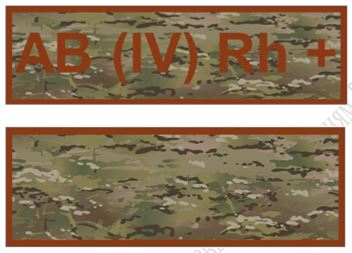 AB (IV) Rh +